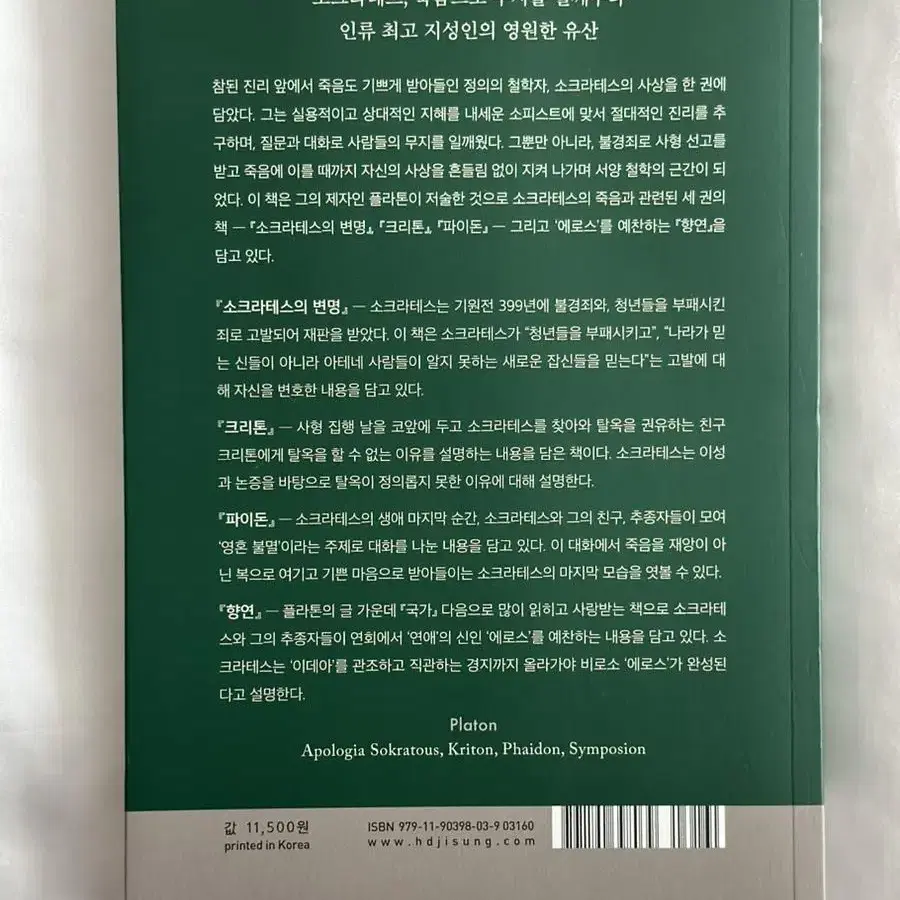 인류 최고 지성인의 영원한 유산
참된 진리 앞에서 죽음도 기쁘게 받아들인 정의의 철학자, 소크라테스의 사상을 한 권에
담았다. 그는 실용적이고 상대적인 지혜를 내세운 소피스트에 맞서 절대적인 진리를 추
구하며, 질문과 대화로 사람들의 무지를 일깨웠다. 그뿐만 아니라, 불경죄로 사형 선고를
받고 죽음에 이를 때까지 자신의 사상을 흔들림 없이 지켜 나가며 서양 철학의 근간이 되
었다. 이 책은 그의 제자인 플라톤이 저술한 것으로 소크라테스의 죽음과 관련된 세 권의
책 ― 『소크라테스의 변명』, 『크리톤』, 『파이돈』 ― 그리고 ‘에로스’를 예찬하는 『향연』을
담고 있다.
『소크라테스의 변명』 ― 소크라테스는 기원전 399년에 불경죄와, 청년들을 부패시킨
죄로 고발되어 재판을 받았다. 이 책은 소크라테스가 “청년들을 부패시키고”, “나라가 믿
는 신들이 아니라 아테네 사람들이 알지 못하는 새로운 잡신들을 믿는다”는 고발에 대
해 자신을 변호한 내용을 담고 있다.
『크리톤』 ― 사형 집행 날을 코앞에 두고 소크라테스를 찾아와 탈옥을 권유하는 친구
크리톤에게 탈옥을 할 수 없는 이유를 설명하는 내용을 담은 책이다. 소크라테스는 이성
과 논증을 바탕으로 탈옥이 정의롭지 못한 이유에 대해 설명한다.
『파이돈』 ― 소크라테스의 생애 마지막 순간, 소크라테스와 그의 친구, 추종자들이 모여
‘영혼 불멸’이라는 주제로 대화를 나눈 내용을 담고 있다. 이 대화에서 죽음을 재앙이 아
닌 복으로 여기고 기쁜 마음으로 받아들이는 소크라테스의 마지막 모습을 엿볼 수 있다.
『향연』 ― 플라톤의 글 가운데 『국가』 다음으로 많이 읽히고 사랑받는 책으로 소크라테
스와 그의 추종자들이 연회에서 ‘연애’의 신인 ‘에로스’를 예찬하는 내용을 담고 있다. 소
크라테스는 ‘이데아’를 관조하고 직관하는 경지까지 올라가야 비로소 ‘에로스’가 완성된
다고 설명한다.
Platon
Apologia Sokratous, Kriton, Phaidon, Symposion
값 11,500원
printed in Korea
ISBN 979-11-90398-03-9 03160
www.hdjisung.com